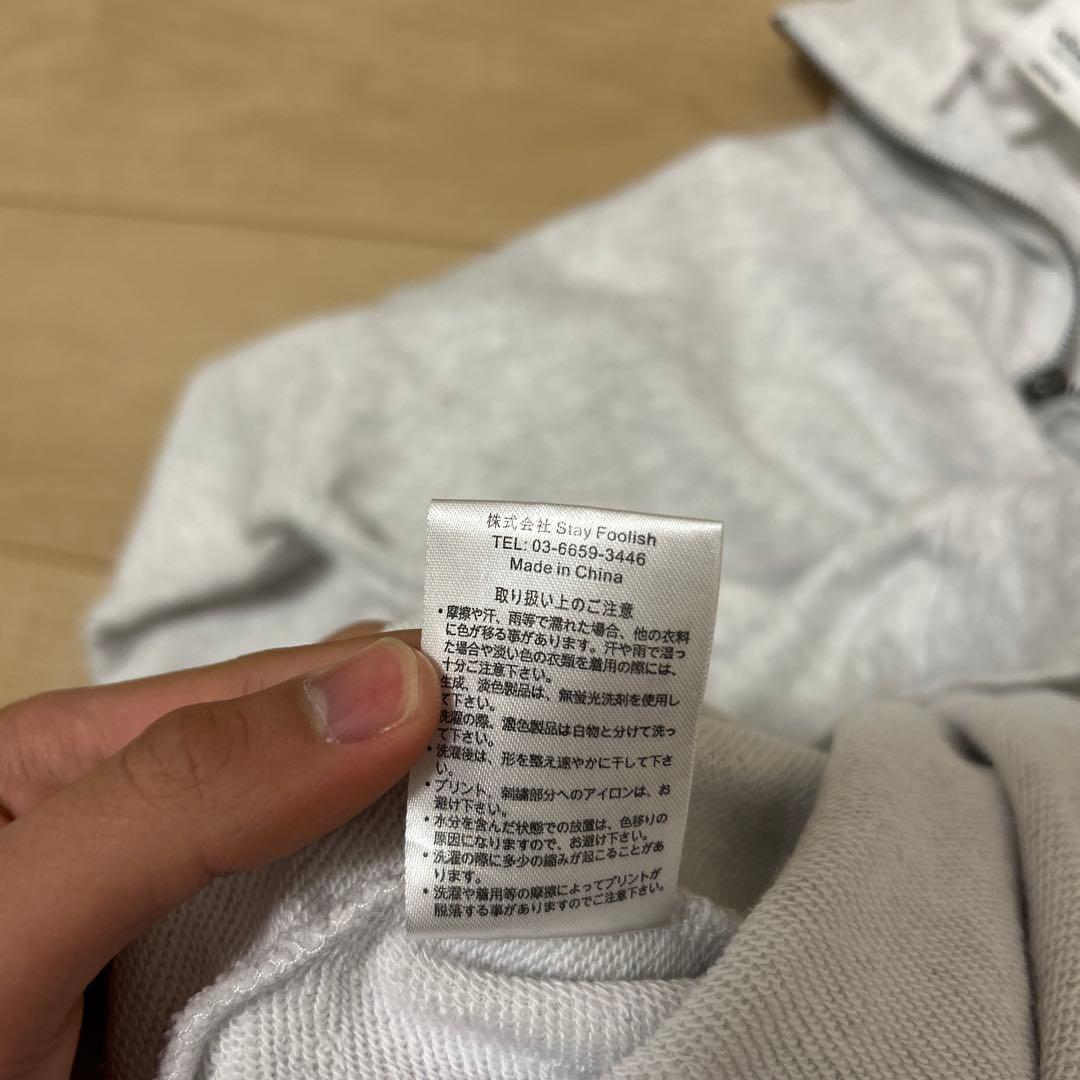 株式会社 Stay Foolish
TEL: 03-6659-3446
Made in China
取り扱い上のご注意
・摩擦や汗、雨等で濡れた場合、他の衣料
に色が移る事があります。汗や雨で湿っ
た場合や淡い色の衣類を着用の際には、
十分ご注意下さい。
生成、淡色製品は、無蛍光洗剤を使用し
て下さい。
洗濯の際、濃色製品は白物と分けて洗っ
て下さい。
・洗濯後は、形を整え速やかに干して下さ
い。
・プリント、刺繍部分へのアイロンは、お
避け下さい。
・水分を含んだ状態での放置は、色移りの
原因になりますので、お避け下さい。
・洗濯の際に多少の縮みが起こることがあ
ります。
・洗濯や着用等の摩擦によってプリントが
脱落する事がありますのでご注意下さい。